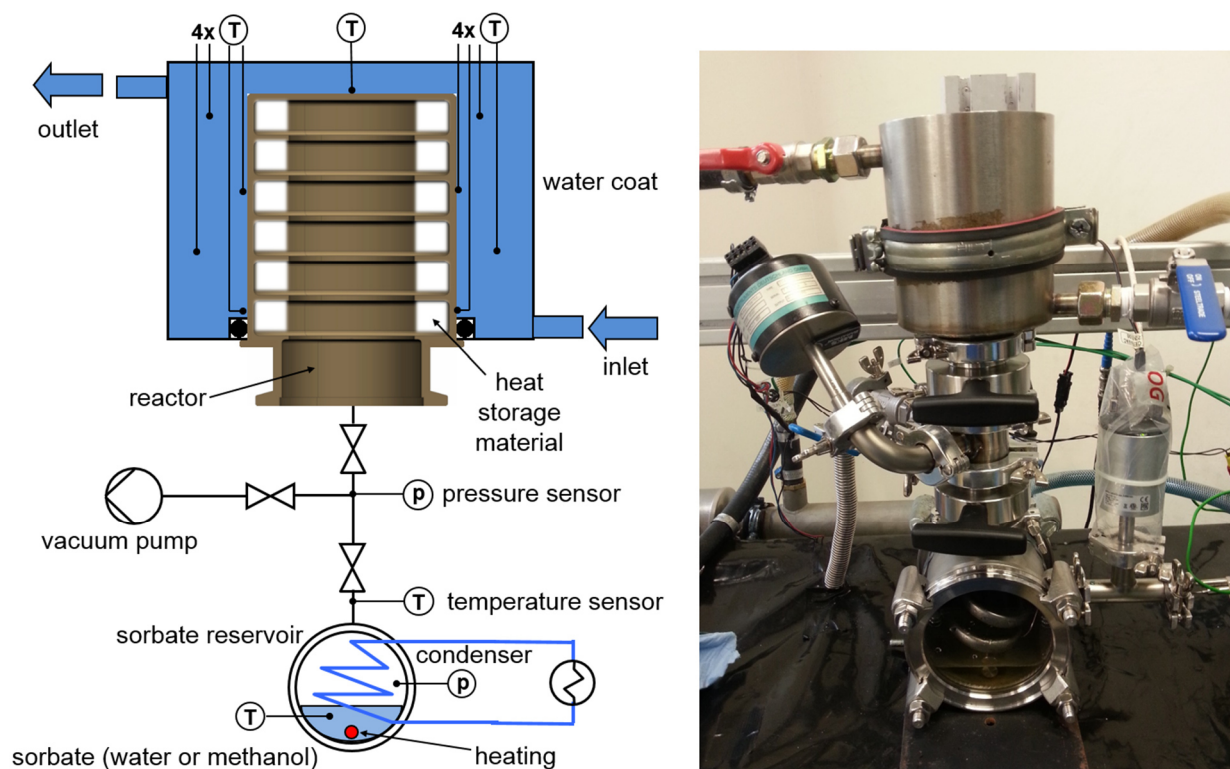 4x T
T
4x T
outlet
water coat
inlet
reactor
heat
storage
material
p pressure sensor
vacuum pump
T temperature sensor
sorbate reservoir
condenser
p
T
sorbate (water or methanol)
heating
OG